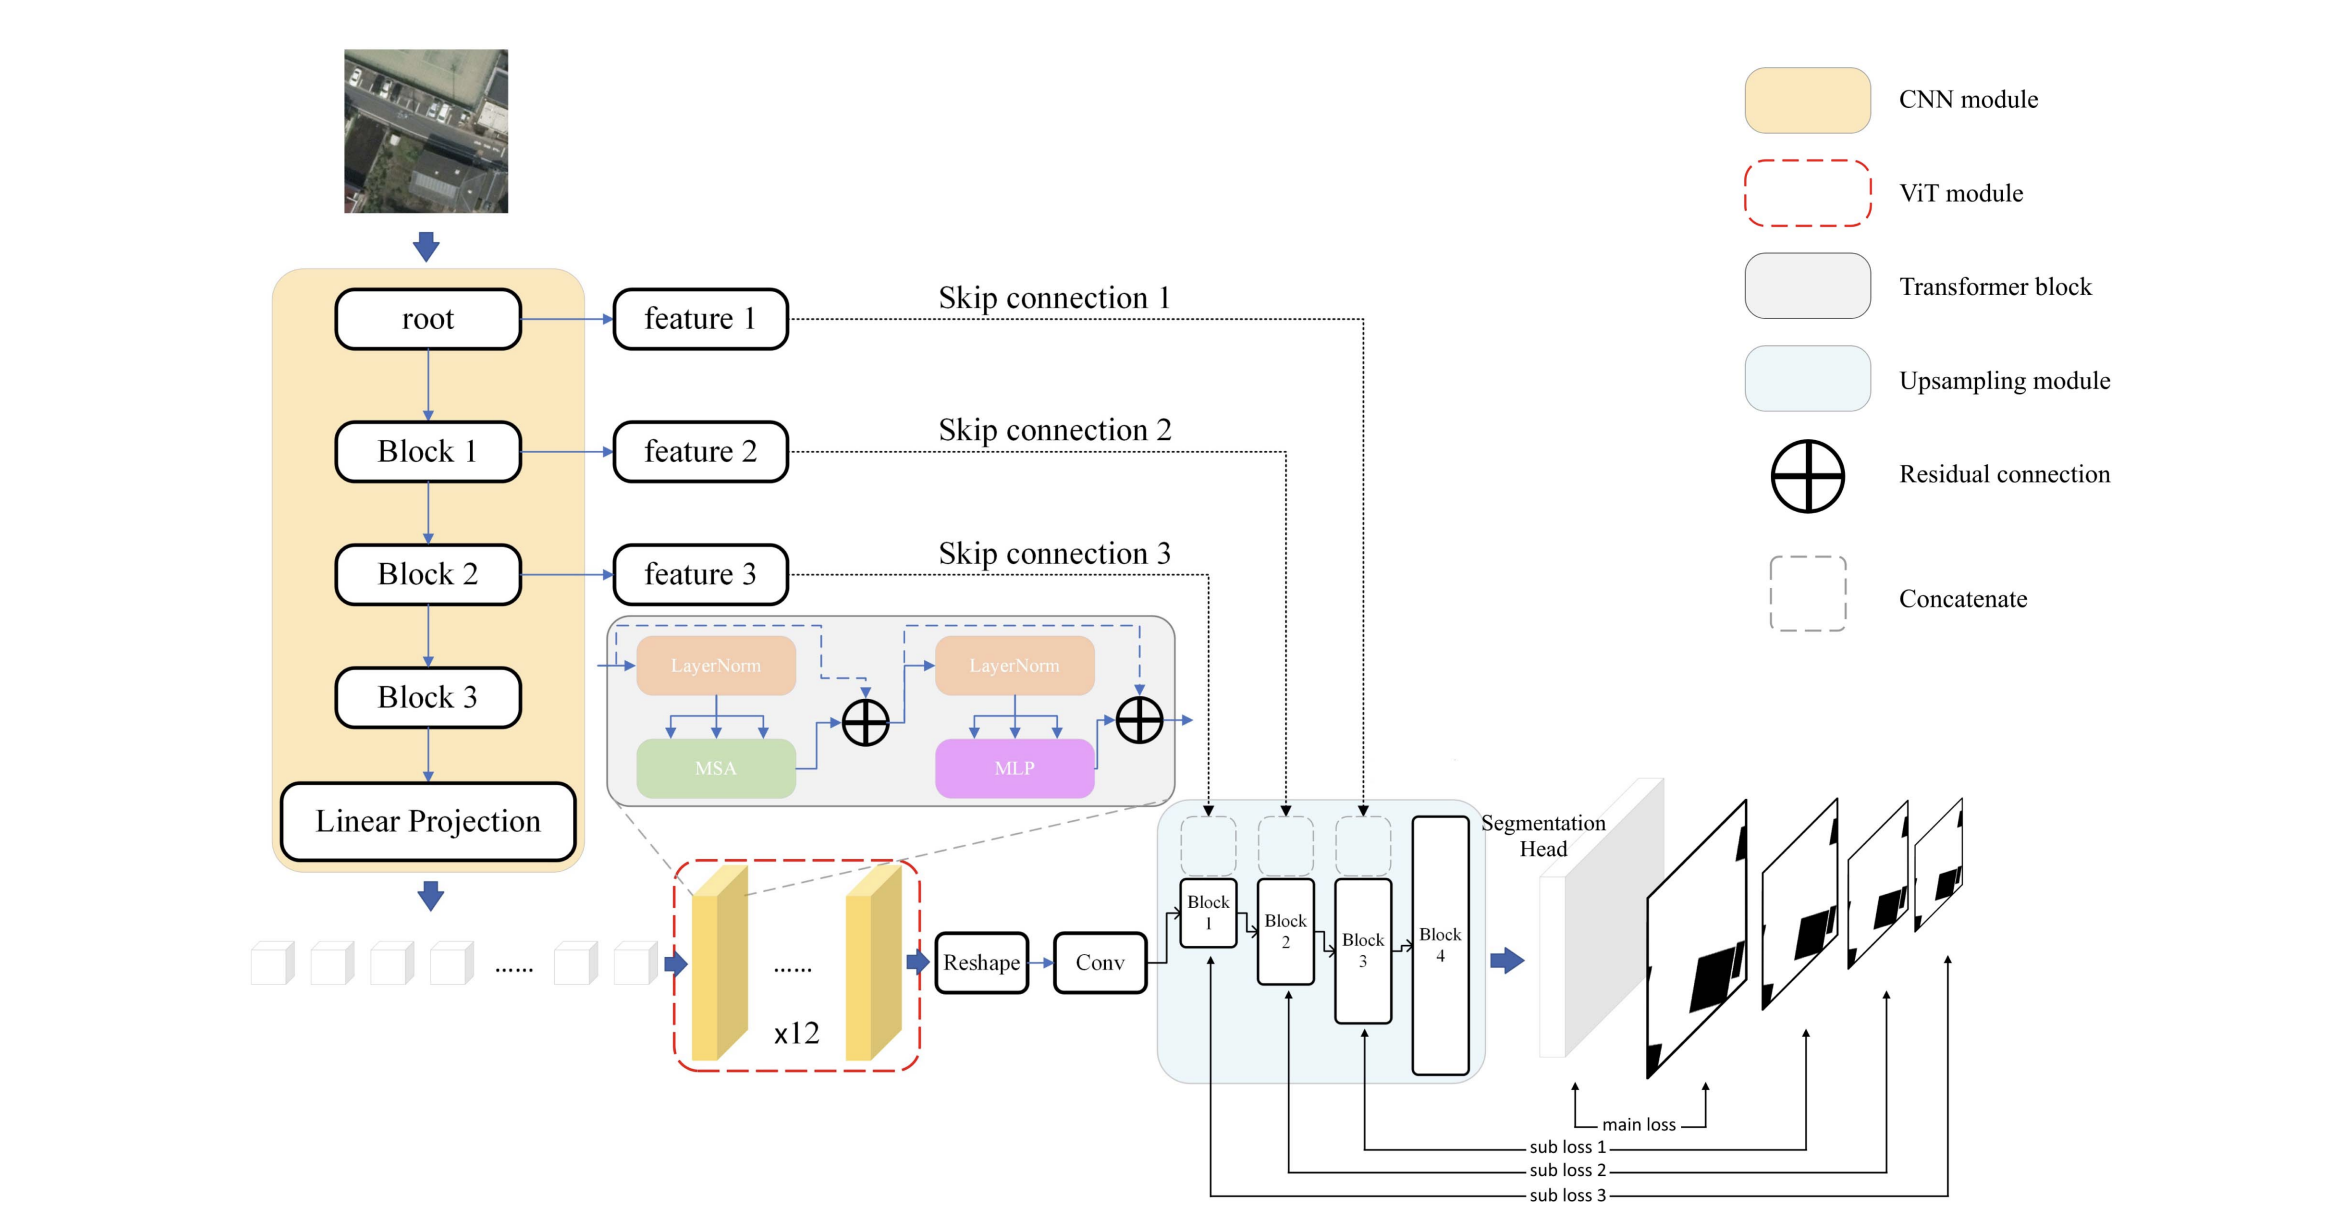 CNN module
ViT module
Transformer block
Upsampling module
Residual connection
Concatenate
root
feature 1
Skip connection 1
Block 1
feature 2
Skip connection 2
Block 2
feature 3
Skip connection 3
Block 3
Linear Projection
LayerNorm
LayerNorm
MSA
MLP
......
......
x12
Reshape
Conv
Block
1
Block
2
Block
3
Block
4
Segmentation
Head
main loss
sub loss 1
sub loss 2
sub loss 3